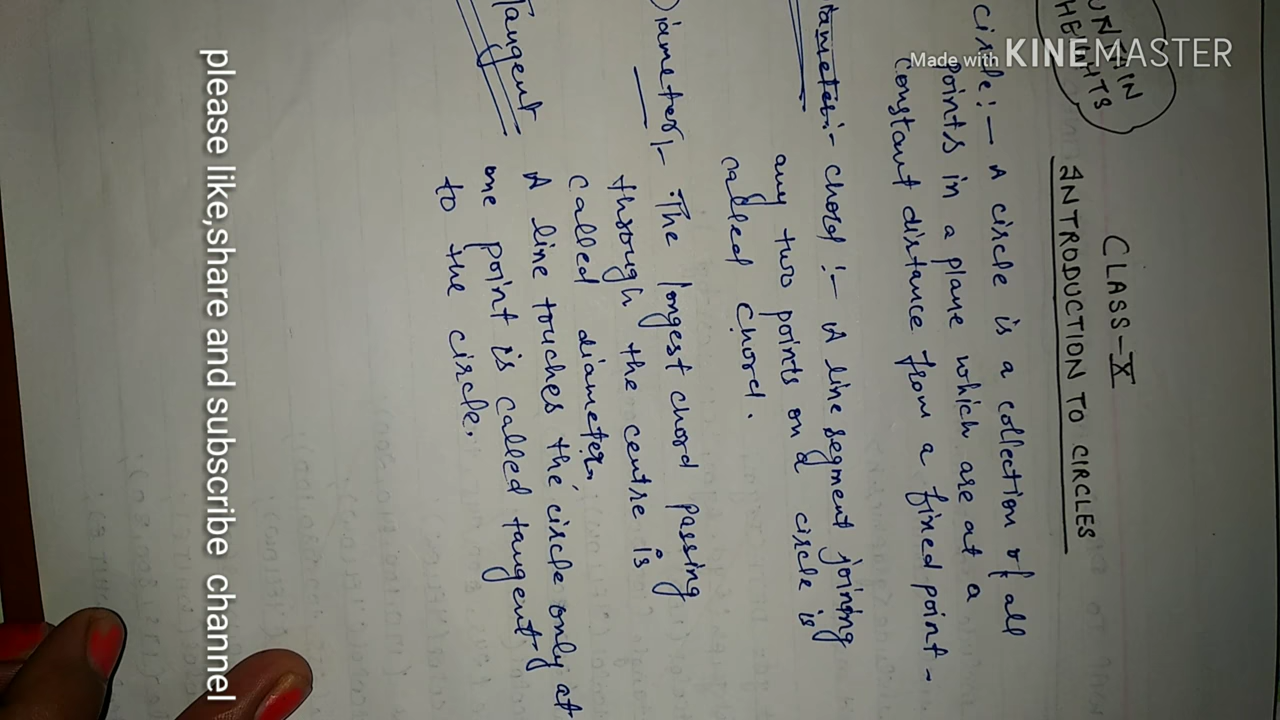 Made with KINEMASTER
HEIGHTS
CLASS-X
INTRODUCTION TO CIRCLES
circle:- A circle is a collection of all
Points in a plane which are at a
constant distance from a fixed point-
chord:- A line segment joining
any two points on a circle is
called chord.
Diameter:- The longest chord passing
through the centre is
called diameter.
Tangent A line touches the circle only at
one point is called tangent
to the circle.
please like,share and subscribe channel